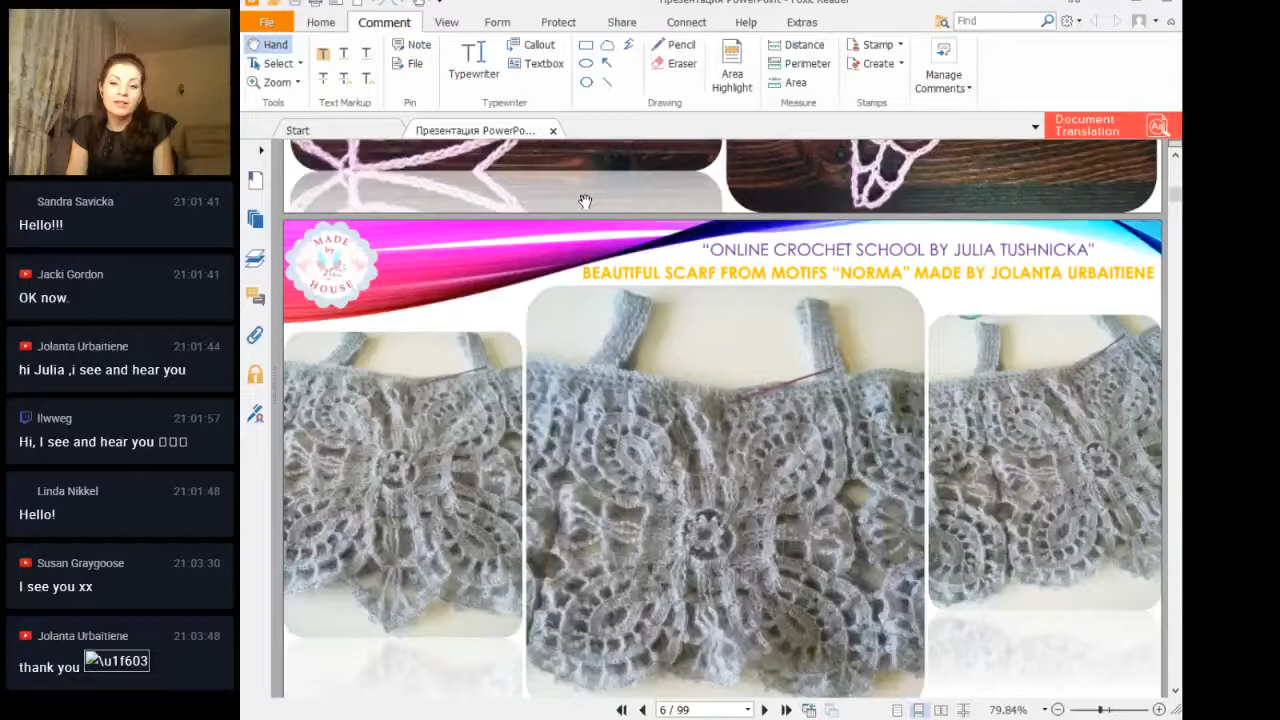 Sandra Savicka 21:01:41
Hello!!!
Jacki Gordon 21:01:41
OK now.
Jolanta Urbaitiene 21:01:44
hi Julia ,i see and hear you
llwweg 21:01:57
Hi, I see and hear you
Linda Nikkel 21:01:48
Hello!
Susan Graygoose 21:03:30
I see you xx
Jolanta Urbaitiene 21:03:48
thank you \u1f603
File Home Comment View Form Protect Share Connect Help Extras Find
Hand
Select
Zoom
Tools
T T T
T T T
Text Markup
Note
File
Pin
Typewriter
Callout
Textbox
Typewriter
Pencil
Eraser
Area Highlight
Drawing
Distance
Perimeter
Area
Measure
Stamp
Create
Stamps
Manage Comments
Start
Презентация PowerPo...
Document Translation
MADE by HOUSE
“ONLINE CROCHET SCHOOL BY JULIA TUSHNICKA”
BEAUTIFUL SCARF FROM MOTIFS “NORMA” MADE BY JOLANTA URBAITIENE
6 / 99
79.84%